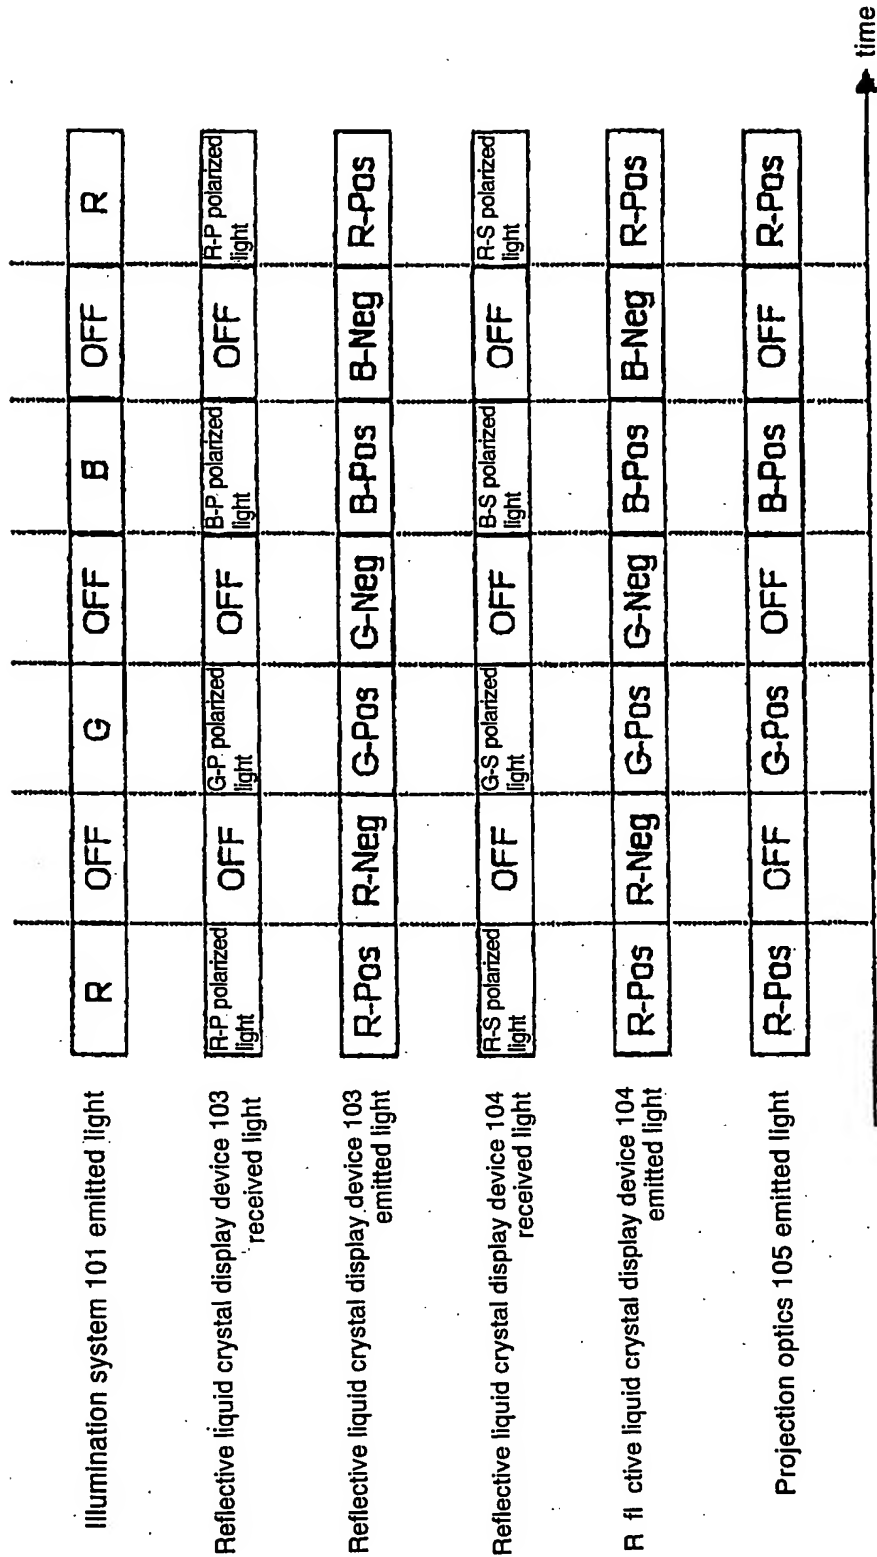 Illumination system 101 emitted light
R
OFF
G
OFF
B
OFF
R
Reflective liquid crystal display device 103
received light
R-P polarized
light
OFF
G-P polarized
light
OFF
B-P polarized
light
OFF
R-P polarized
light
Reflective liquid crystal display device 103
emitted light
R-Pos
R-Neg
G-Pos
G-Neg
B-Pos
B-Neg
R-Pos
Reflective liquid crystal display device 104
received light
R-S polarized
light
OFF
G-S polarized
light
OFF
B-S polarized
light
OFF
R-S polarized
light
R fl ctive liquid crystal display device 104
emitted light
R-Pos
R-Neg
G-Pos
G-Neg
B-Pos
B-Neg
R-Pos
Projection optics 105 emitted light
R-Pos
OFF
G-Pos
OFF
B-Pos
OFF
R-Pos
time